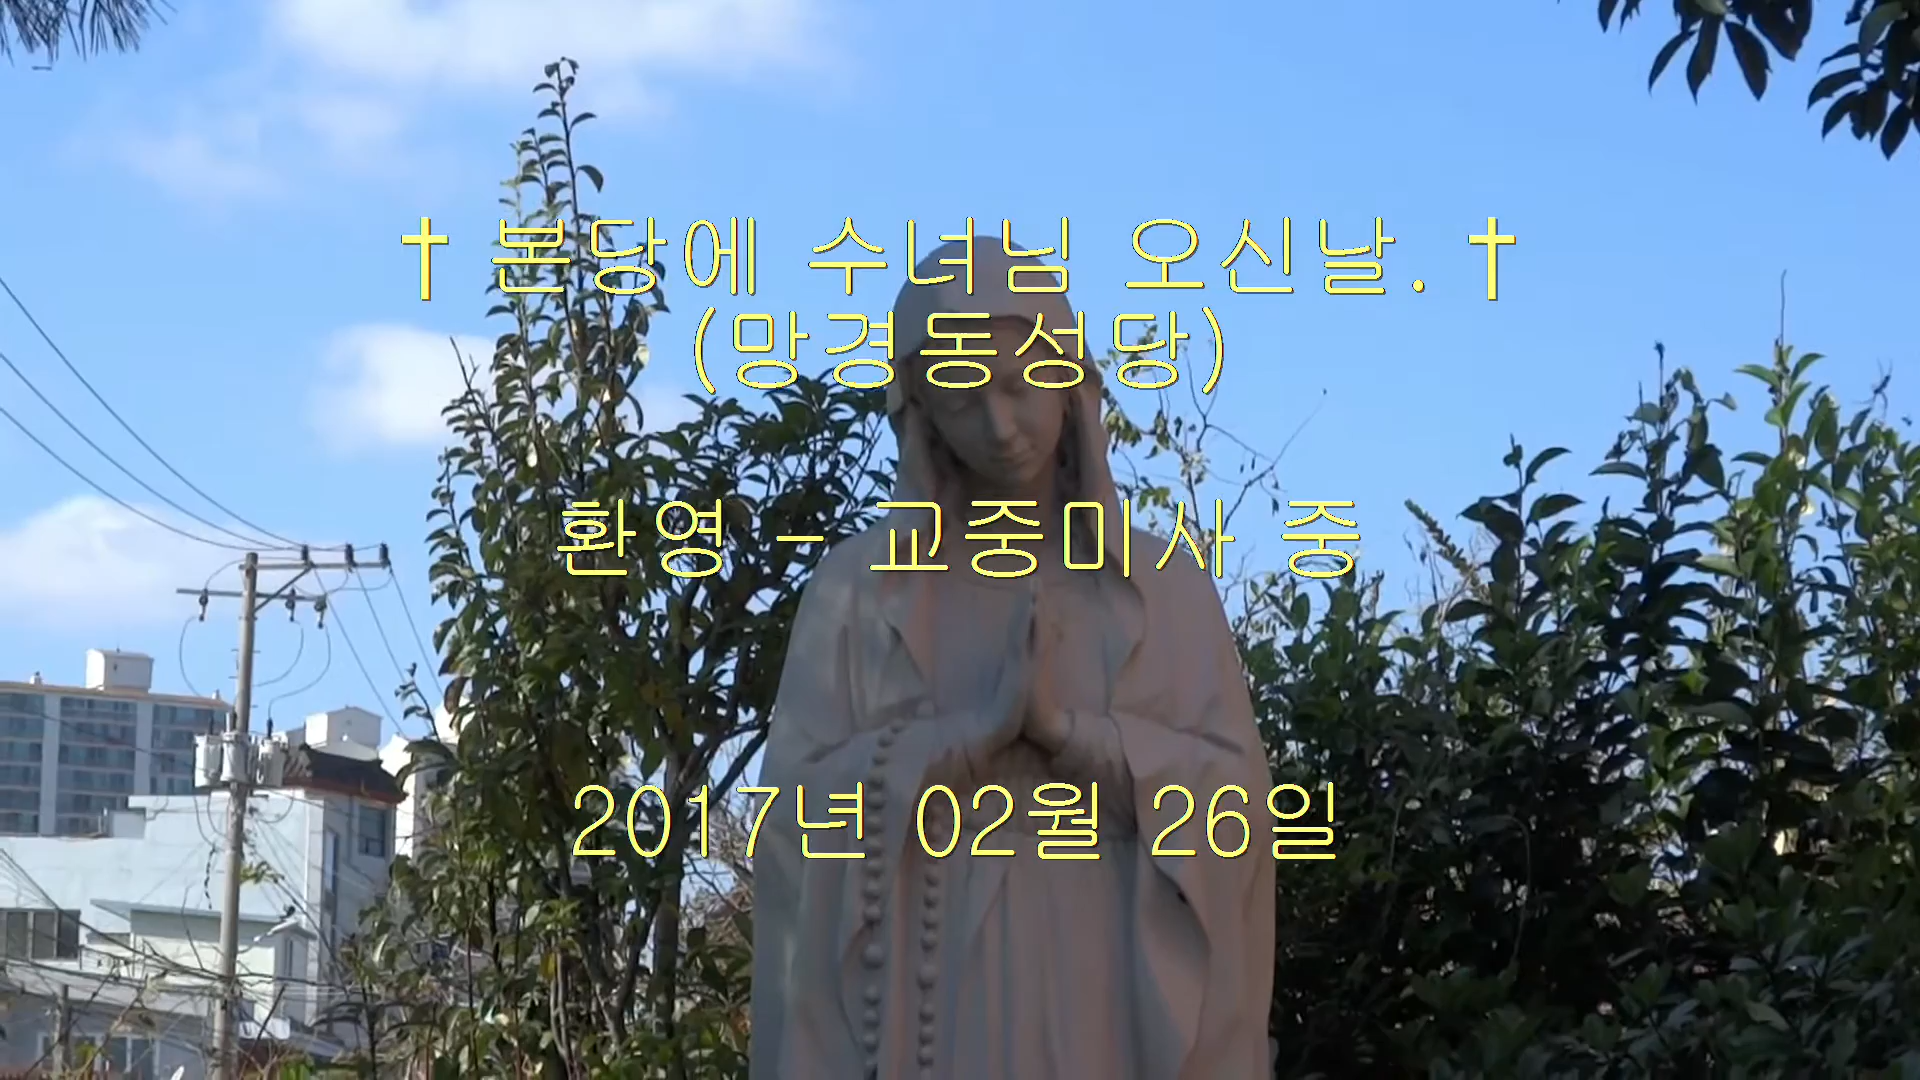 ✝ 본당에 수녀님 오신날. ✝
(망경동성당)
환영 - 교중미사 중
2017년 02월 26일